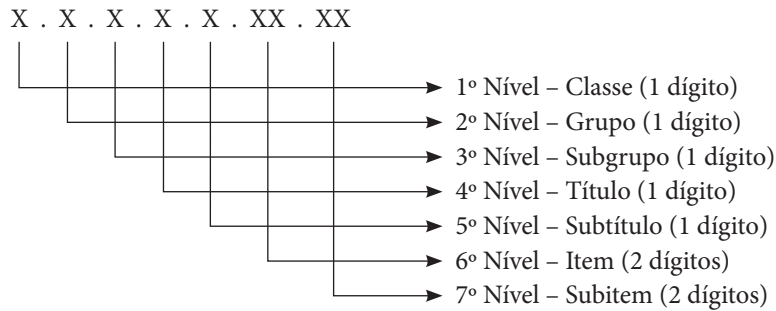 X . X . X . X . X . XX . XX
1º Nível – Classe (1 dígito)
2º Nível – Grupo (1 dígito)
3º Nível – Subgrupo (1 dígito)
4º Nível – Título (1 dígito)
5º Nível – Subtítulo (1 dígito)
6º Nível – Item (2 dígitos)
7º Nível – Subitem (2 dígitos)